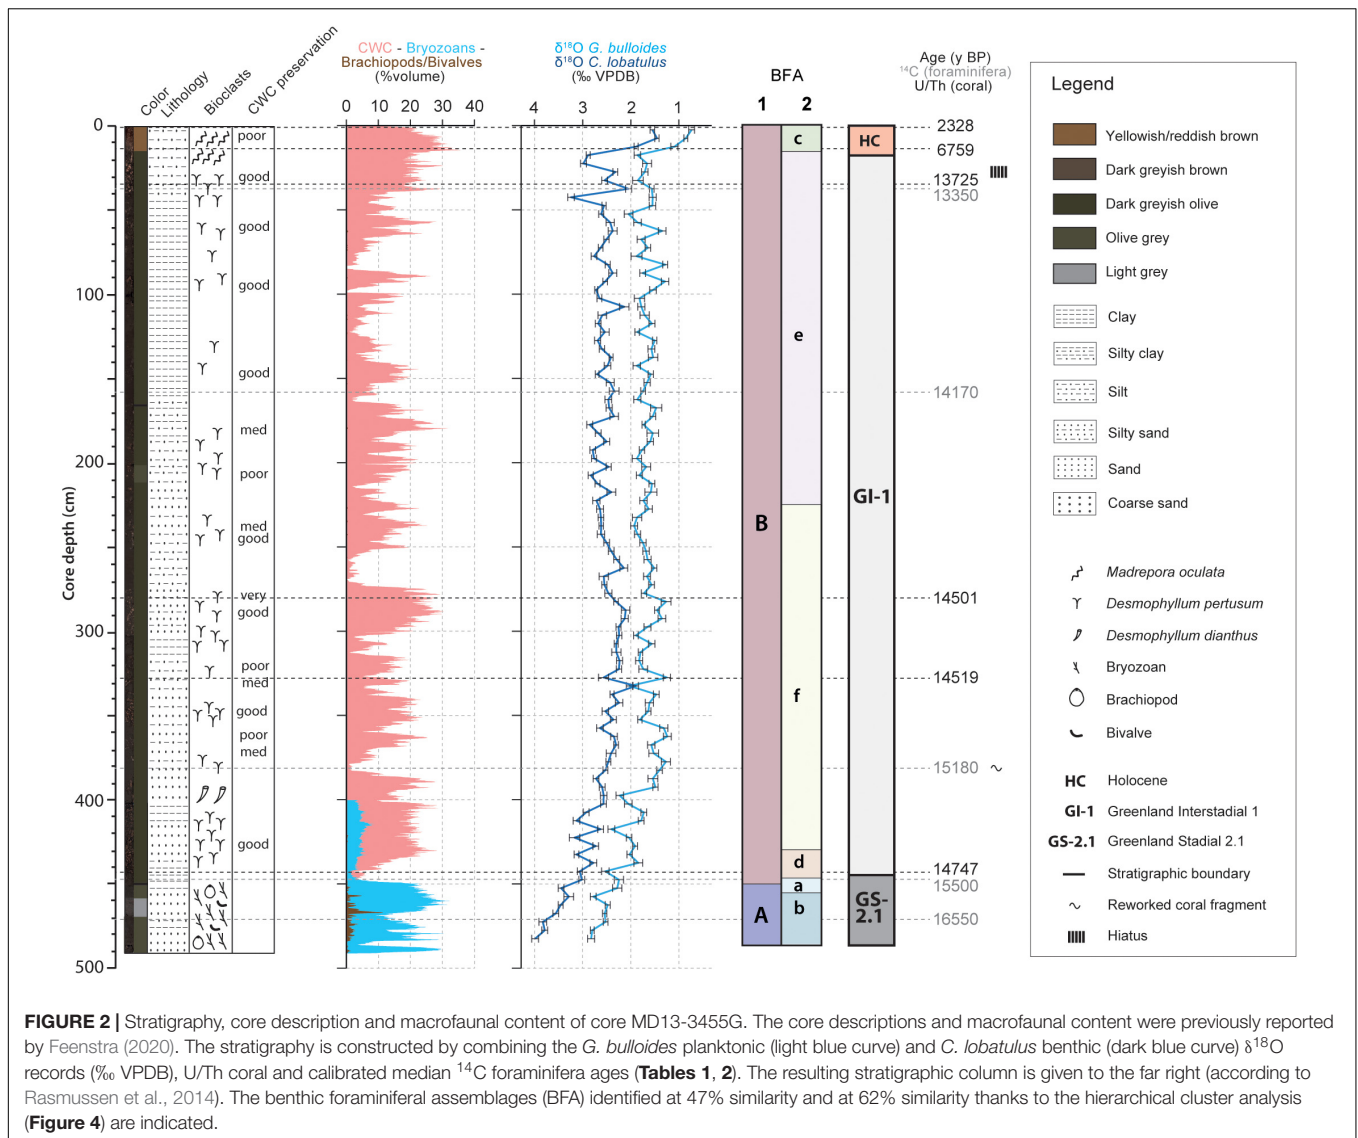 Color
Lithology
Bioclasts
CWC preservation
CWC - Bryozoans -
Brachiopods/Bivalves
(%volume)
0 10 20 30 40
δ18O G. bulloides
δ18O C. lobatulus
(‰ VPDB)
4 3 2 1
BFA
1 2
Age (y BP)
14C (foraminifera)
U/Th (coral)
Core depth (cm)
0
100
200
300
400
500
poor
good
good
good
good
med
poor
med
good
very
good
poor
med
good
poor
med
good
B
A
c
e
f
d
a
b
HC
GI-1
GS-
2.1
2328
6759
13725
13350
14170
14501
14519
15180
14747
15500
16550
Legend
Yellowish/reddish brown
Dark greyish brown
Dark greyish olive
Olive grey
Light grey
Clay
Silty clay
Silt
Silty sand
Sand
Coarse sand
Madrepora oculata
Desmophyllum pertusum
Desmophyllum dianthus
Bryozoan
Brachiopod
Bivalve
HC Holocene
GI-1 Greenland Interstadial 1
GS-2.1 Greenland Stadial 2.1
Stratigraphic boundary
Reworked coral fragment
Hiatus
FIGURE 2 | Stratigraphy, core description and macrofaunal content of core MD13-3455G. The core descriptions and macrofaunal content were previously reported
by Feenstra (2020). The stratigraphy is constructed by combining the G. bulloides planktonic (light blue curve) and C. lobatulus benthic (dark blue curve) δ18O
records (‰ VPDB), U/Th coral and calibrated median 14C foraminifera ages (Tables 1, 2). The resulting stratigraphic column is given to the far right (according to
Rasmussen et al., 2014). The benthic foraminiferal assemblages (BFA) identified at 47% similarity and at 62% similarity thanks to the hierarchical cluster analysis
(Figure 4) are indicated.